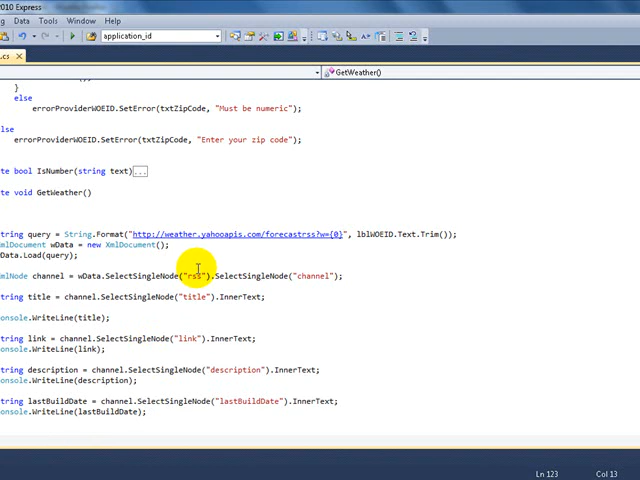 2010 Express
Data Tools Window Help
application_id
.cs ×
GetWeather()
}
else
errorProviderWOEID.SetError(txtZipCode, "Must be numeric");
lse
errorProviderWOEID.SetError(txtZipCode, "Enter your zip code");
te bool IsNumber(string text)...
te void GetWeather()
tring query = String.Format("http://weather.yahooapis.com/forecastrss?w={0}", lblWOEID.Text.Trim());
mlDocument wData = new XmlDocument();
Data.Load(query);
mlNode channel = wData.SelectSingleNode("rss").SelectSingleNode("channel");
tring title = channel.SelectSingleNode("title").InnerText;
onsole.WriteLine(title);
tring link = channel.SelectSingleNode("link").InnerText;
onsole.WriteLine(link);
tring description = channel.SelectSingleNode("description").InnerText;
onsole.WriteLine(description);
tring lastBuildDate = channel.SelectSingleNode("lastBuildDate").InnerText;
onsole.WriteLine(lastBuildDate);
Ln 123 Col 13